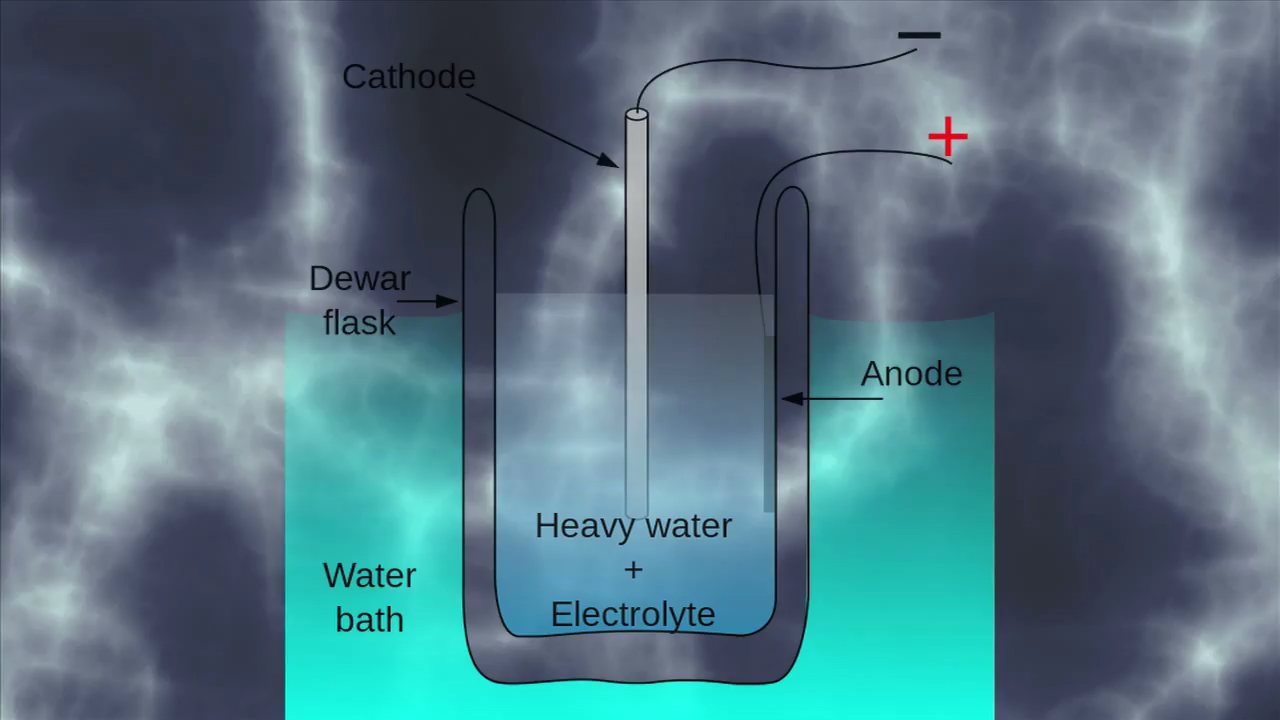 −
Cathode
+
Dewar
flask
Anode
Heavy water
+
Electrolyte
Water
bath